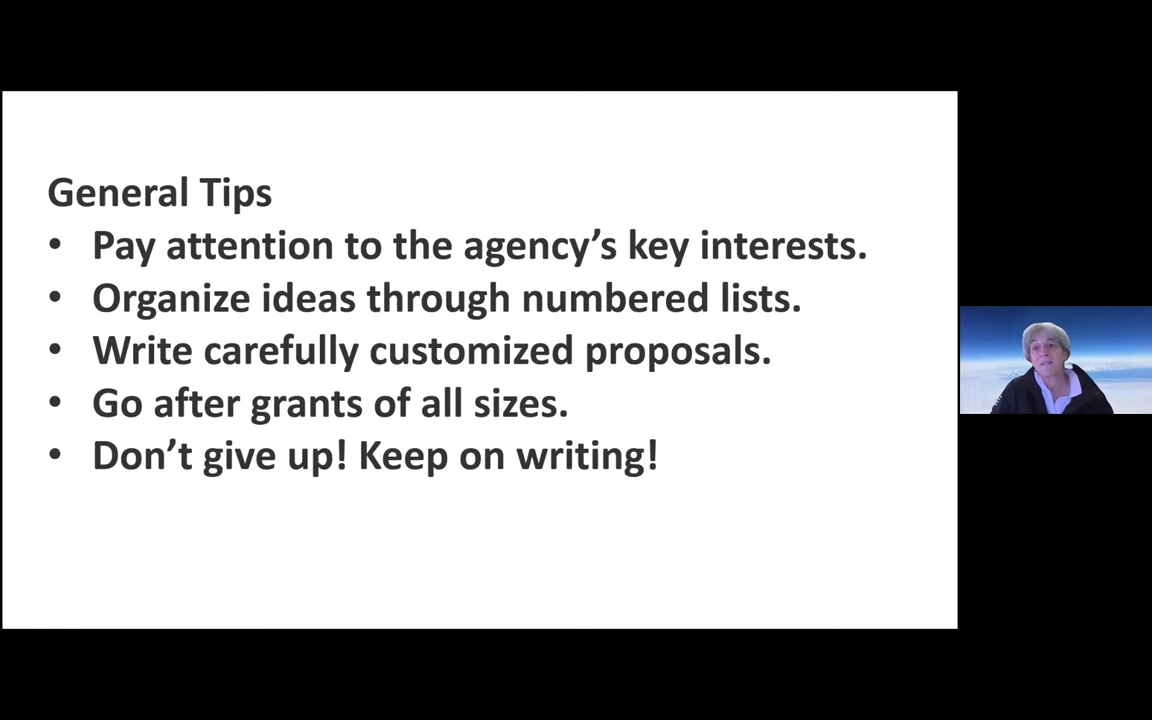 General Tips
• Pay attention to the agency’s key interests.
• Organize ideas through numbered lists.
• Write carefully customized proposals.
• Go after grants of all sizes.
• Don’t give up! Keep on writing!